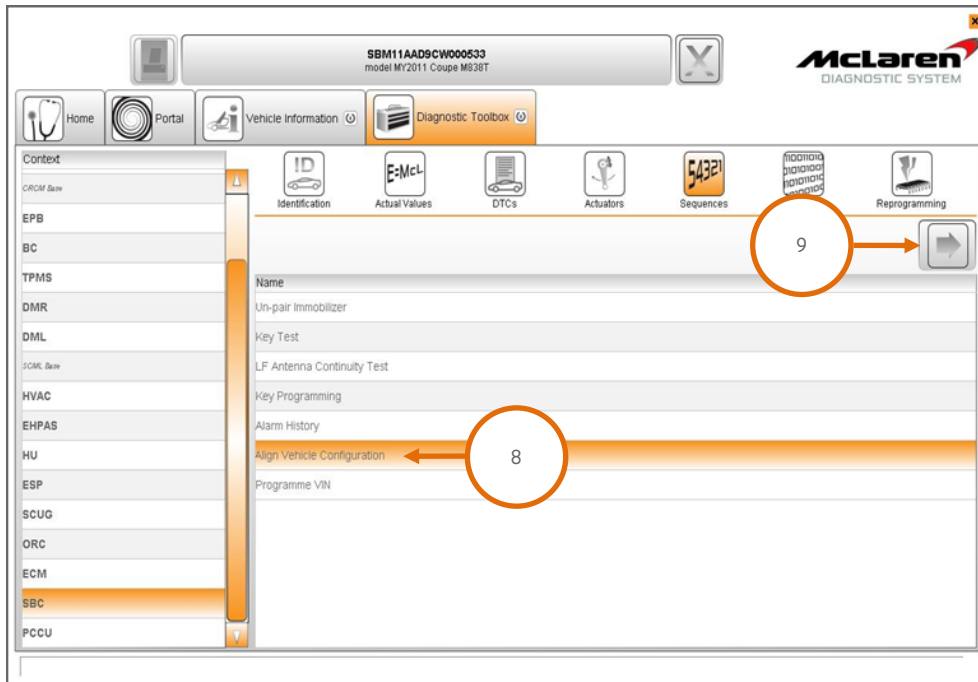 x
SBM11AAD9CW000533
model MY2011 Coupe M838T
McLaren
DIAGNOSTIC SYSTEM
Home
Portal
Vehicle Information
Diagnostic Toolbox
Context
CRCM Base
EPB
BC
TPMS
DMR
DML
SCML Base
HVAC
EHPAS
HU
ESP
SCUG
ORC
ECM
SBC
PCCU
ID
Identification
E=McL
Actual Values
DTCs
Actuators
54321
Sequences
Reprogramming
9
Name
Un-pair Immobilizer
Key Test
LF Antenna Continuity Test
Key Programming
Alarm History
Align Vehicle Configuration
8
Programme VIN